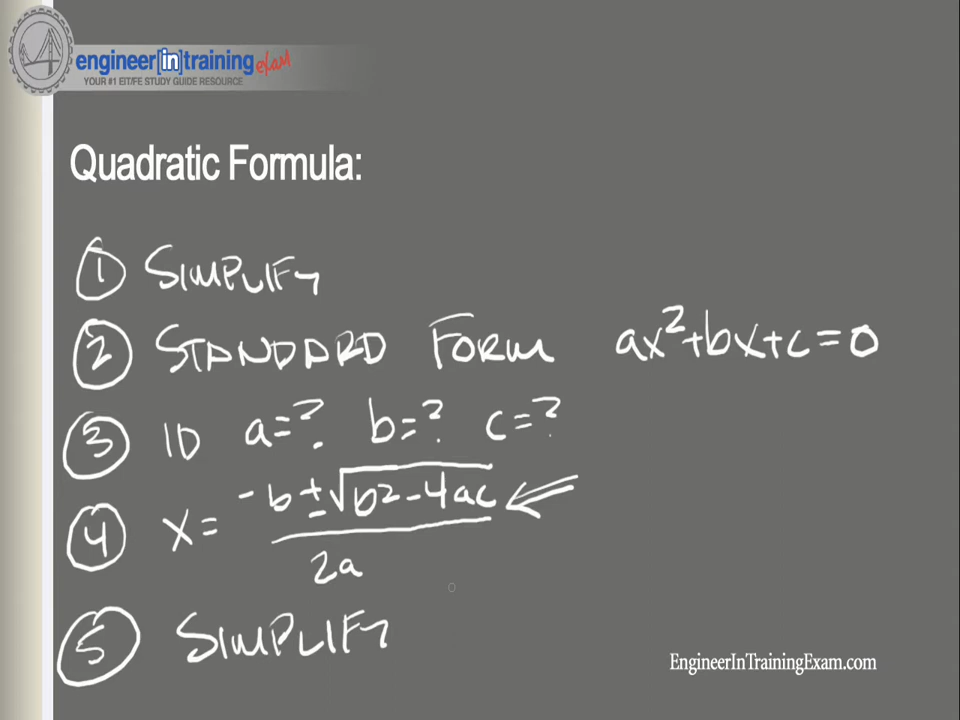 engineer[in]training exam
YOUR #1 EIT/FE STUDY GUIDE RESOURCE
Quadratic Formula:
① SIMPLIFY
② STANDARD FORM ax²+bx+c=0
③ ID a=? b=? c=?
④ x= -b±√b²-4ac
2a
⑤ SIMPLIFY
EngineerInTrainingExam.com